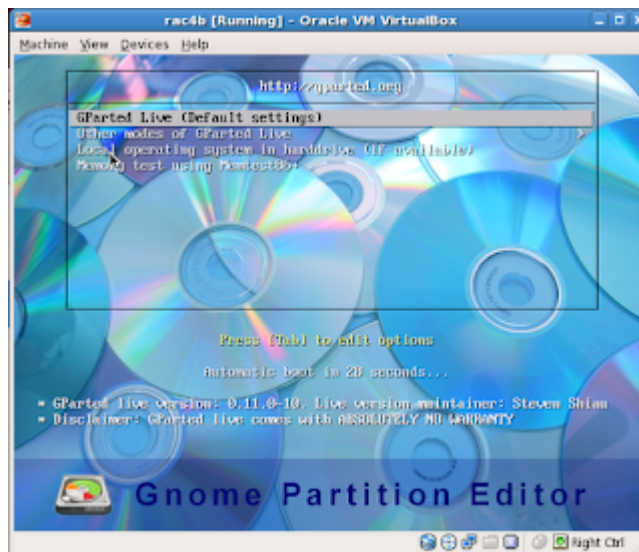 rac4b [Running] - Oracle VM VirtualBox
Machine View Devices Help
http://gparted.org
GParted Live (Default settings)
Other modes of GParted Live >
Local operating system in harddrive (if available)
Memory test using Memtest86+
Press [Tab] to edit options
Automatic boot in 28 seconds...
* GParted live version: 0.11.0-10. Live version maintainer: Steven Shiau
* Disclaimer: GParted live comes with ABSOLUTELY NO WARRANTY
Gnome Partition Editor
Right Ctrl